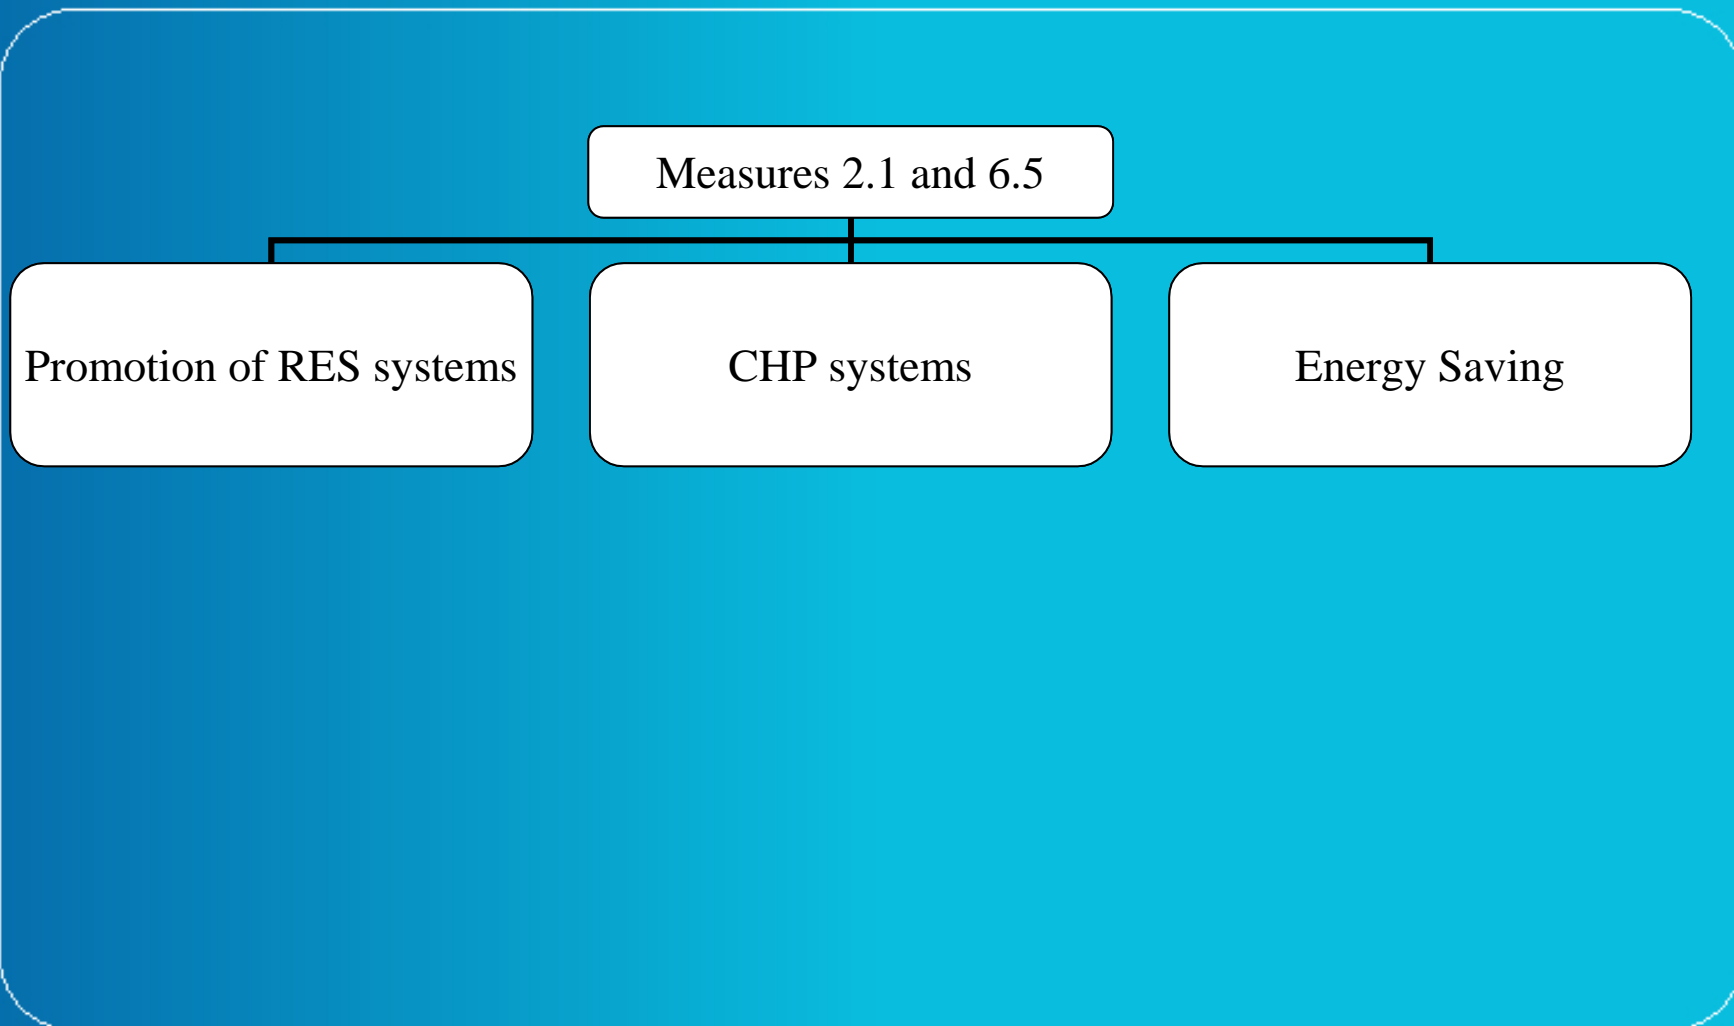 Measures 2.1 and 6.5
Promotion of RES systems
CHP systems
Energy Saving